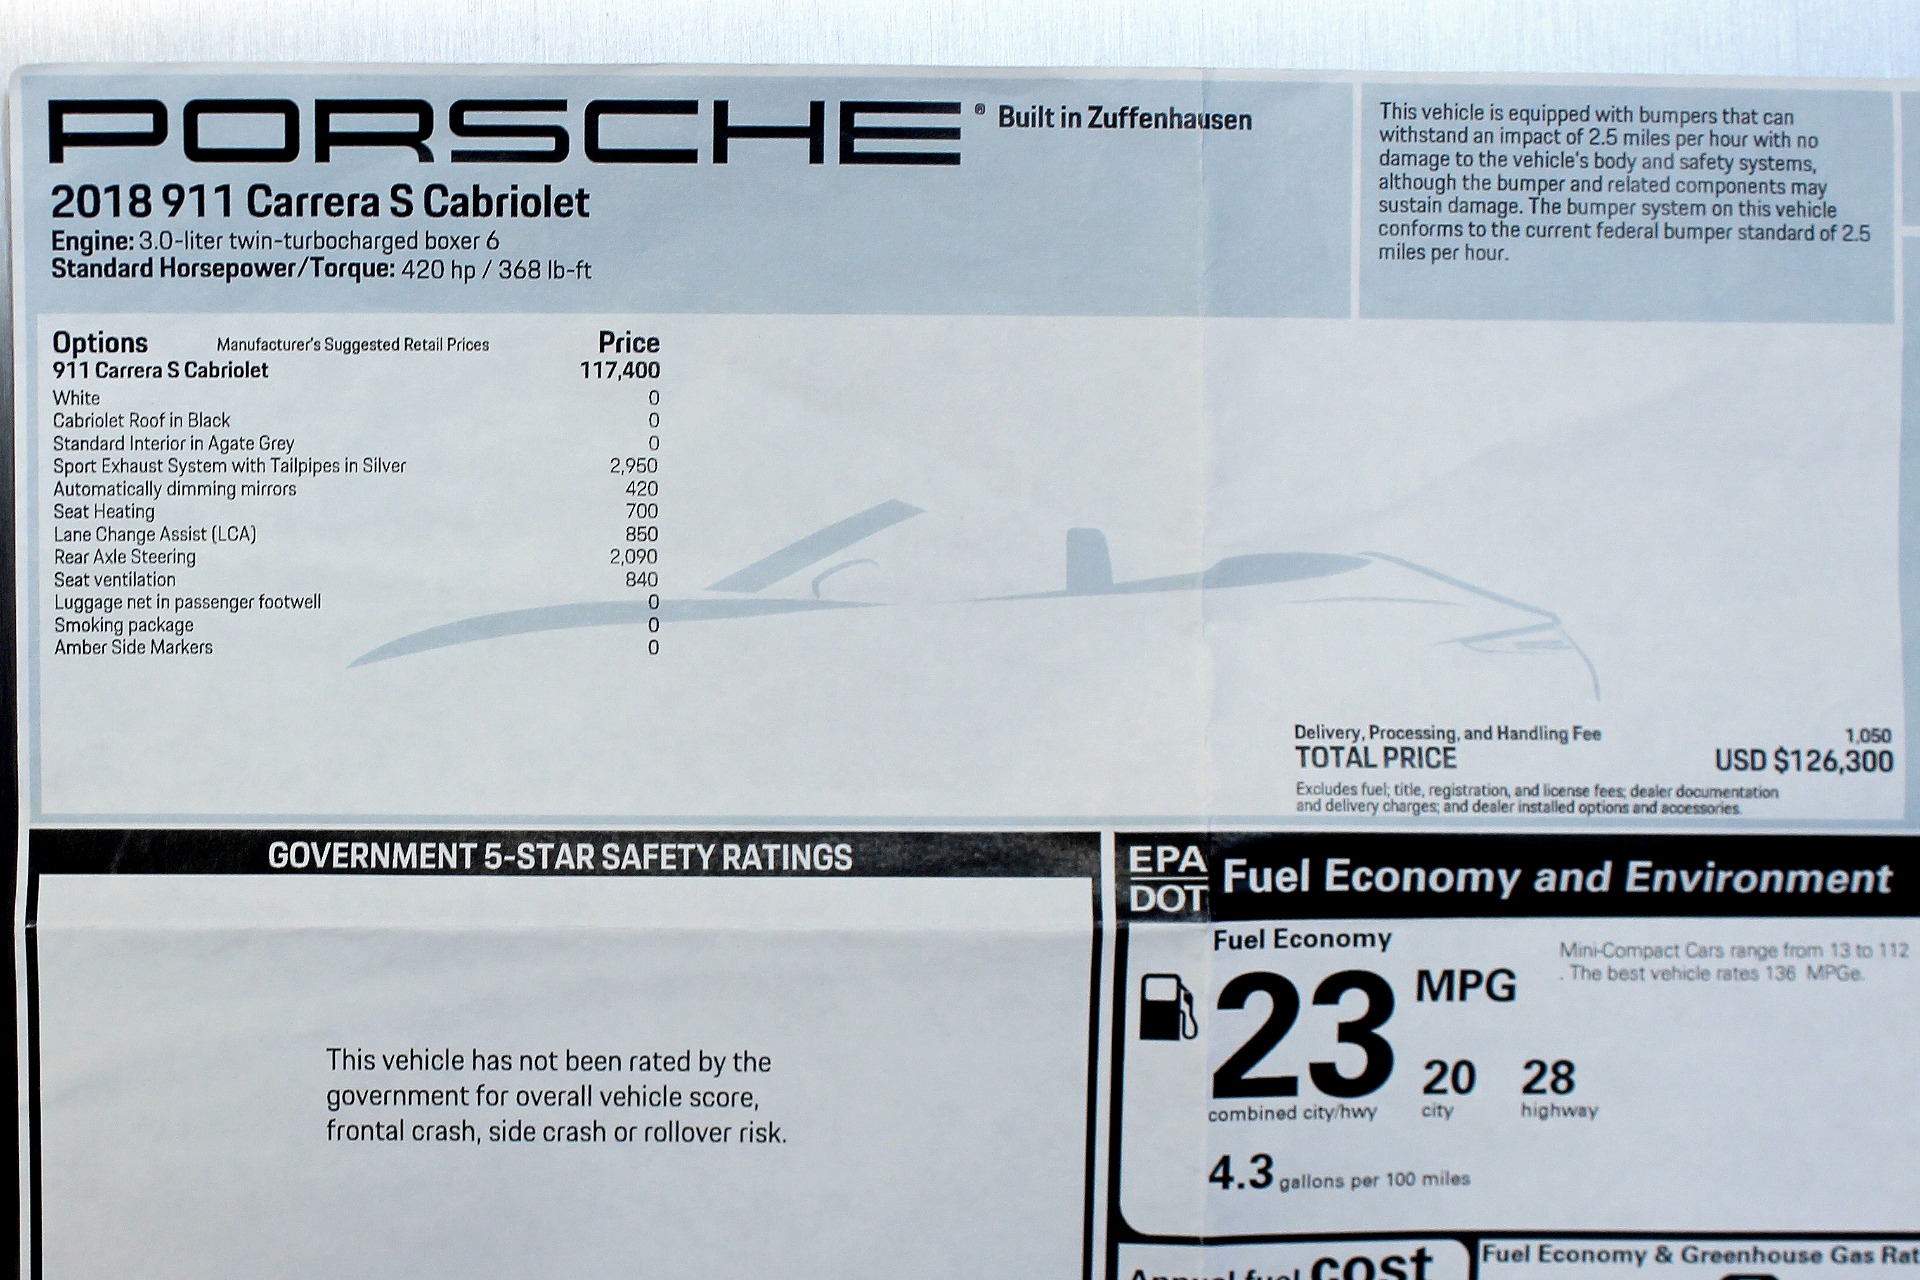 PORSCHE® Built in Zuffenhausen
2018 911 Carrera S Cabriolet
Engine: 3.0-liter twin-turbocharged boxer 6
Standard Horsepower/Torque: 420 hp / 368 lb-ft
This vehicle is equipped with bumpers that can
withstand an impact of 2.5 miles per hour with no
damage to the vehicle's body and safety systems,
although the bumper and related components may
sustain damage. The bumper system on this vehicle
conforms to the current federal bumper standard of 2.5
miles per hour.
Options Manufacturer's Suggested Retail Prices Price
911 Carrera S Cabriolet 117,400
White 0
Cabriolet Roof in Black 0
Standard Interior in Agate Grey 0
Sport Exhaust System with Tailpipes in Silver 2,950
Automatically dimming mirrors 420
Seat Heating 700
Lane Change Assist (LCA) 850
Rear Axle Steering 2,090
Seat ventilation 840
Luggage net in passenger footwell 0
Smoking package 0
Amber Side Markers 0
Delivery, Processing, and Handling Fee 1,050
TOTAL PRICE USD $126,300
Excludes fuel; title, registration, and license fees; dealer documentation
and delivery charges; and dealer installed options and accessories.
GOVERNMENT 5-STAR SAFETY RATINGS
This vehicle has not been rated by the
government for overall vehicle score,
frontal crash, side crash or rollover risk.
EPA
DOT
Fuel Economy and Environment
Fuel Economy
Mini-Compact Cars range from 13 to 112
. The best vehicle rates 136 MPGe.
23 MPG
20 28
combined city/hwy city highway
4.3 gallons per 100 miles
Annual fuel cost
Fuel Economy & Greenhouse Gas Rat